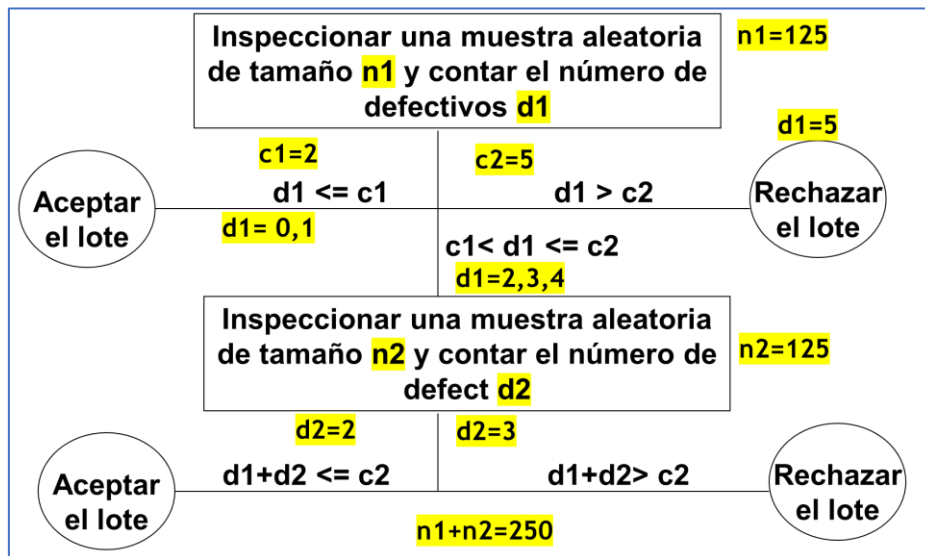 Inspeccionar una muestra aleatoria
de tamaño n1 y contar el número de
defectivos d1
n1=125
d1=5
c1=2
c2=5
Aceptar
el lote
d1 <= c1
d1 > c2
Rechazar
el lote
d1= 0,1
c1< d1 <= c2
d1=2,3,4
Inspeccionar una muestra aleatoria
de tamaño n2 y contar el número de
defect d2
n2=125
d2=2
d2=3
Aceptar
el lote
d1+d2 <= c2
d1+d2> c2
Rechazar
el lote
n1+n2=250